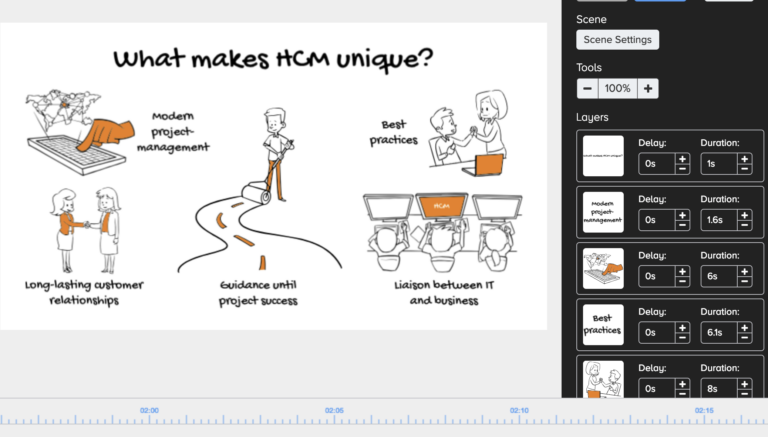 What makes HCM unique?
Modern
project-
management
Best
practices
HCM
Long-lasting customer
relationships
Guidance until
project success
Liaison between IT
and business
Scene
Scene Settings
Tools
− 100% +
Layers
What makes HCM unique?
Delay: Duration:
0s + − 1s + −
Modern
project-
management
Delay: Duration:
0s + − 1.6s + −
Delay: Duration:
0s + − 6s + −
Best
practices
Delay: Duration:
0s + − 6.1s + −
Delay: Duration:
0s + − 8s + −
02:00 02:05 02:10 02:15